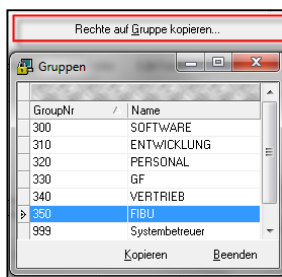 Rechte auf Gruppe kopieren...
Gruppen
GroupNr / Name
300 SOFTWARE
310 ENTWICKLUNG
320 PERSONAL
330 GF
340 VERTRIEB
350 FIBU
999 Systembetreuer
Kopieren Beenden